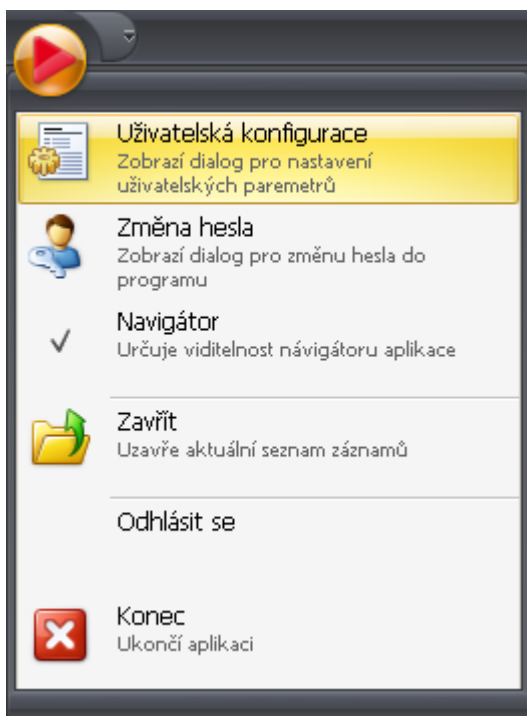 Uživatelská konfigurace
Zobrazí dialog pro nastavení
uživatelských paremetrů
Změna hesla
Zobrazí dialog pro změnu hesla do
programu
Navigátor
Určuje viditelnost návigátoru aplikace
Zavřít
Uzavře aktuální seznam záznamů
Odhlásit se
Konec
Ukončí aplikaci